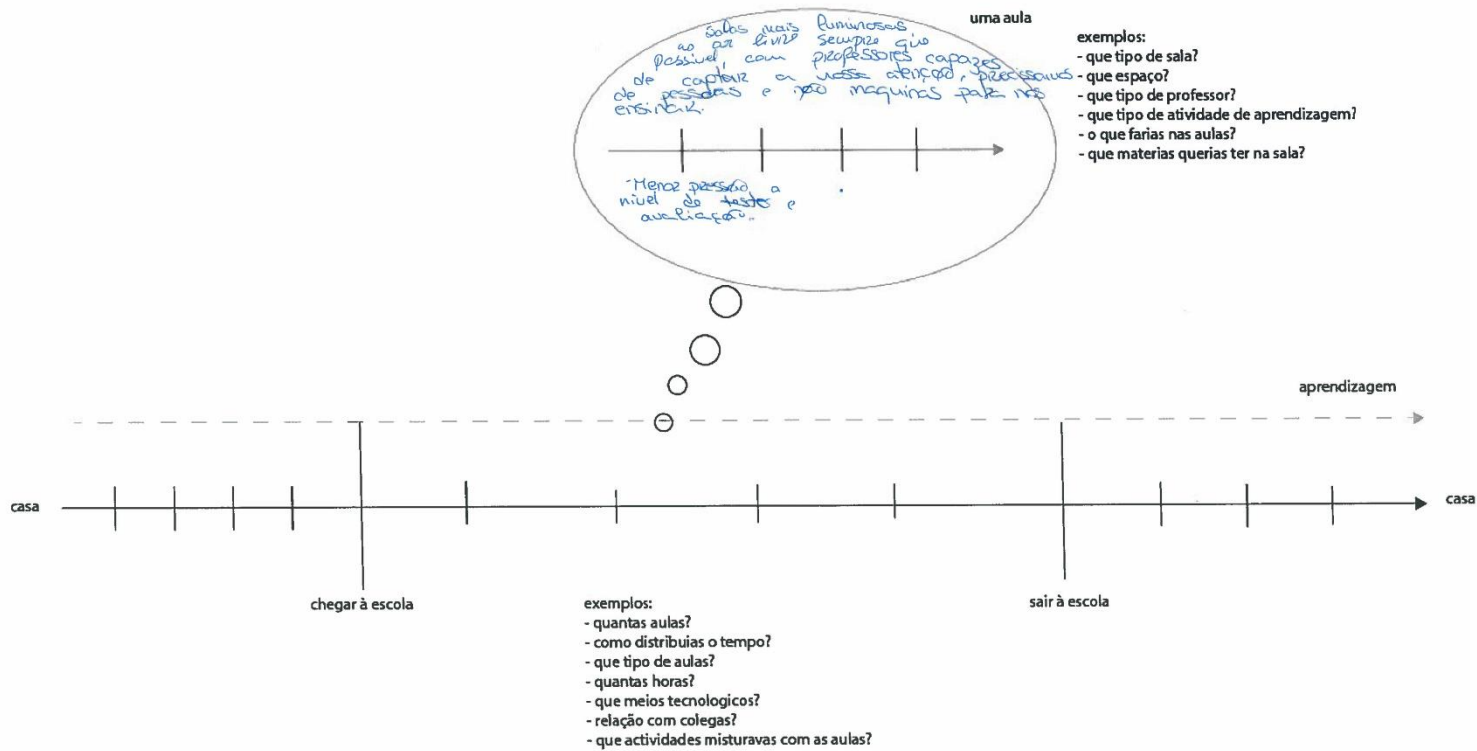 uma aula
salas mais luminosas
ao ar livre sempre que
possivel, com professores capazes
de captar a nossa atenção, precisamos
de pessoas e não maquinas para nos
ensinar.
- Menor pressão a
nivel de teste e
avaliação.
exemplos:
- que tipo de sala?
- que espaço?
- que tipo de professor?
- que tipo de atividade de aprendizagem?
- o que farias nas aulas?
- que materias querias ter na sala?
aprendizagem
casa
casa
chegar à escola
sair à escola
exemplos:
- quantas aulas?
- como distribuias o tempo?
- que tipo de aulas?
- quantas horas?
- que meios tecnologicos?
- relação com colegas?
- que actividades misturavas com as aulas?